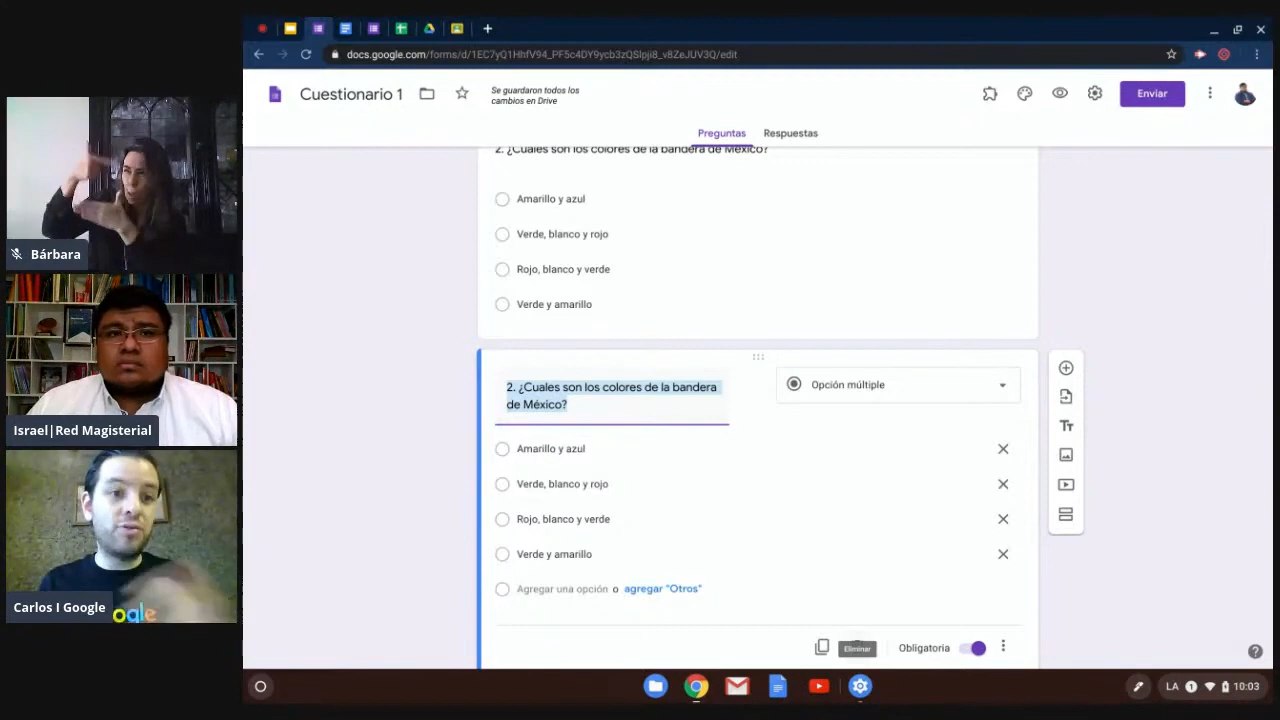 docs.google.com/forms/d/1EC7yQ1HhfV94_PF5c4DY9ycb3zQSlpji8_v8ZeJUV3Q/edit
Cuestionario 1
Se guardaron todos los
cambios en Drive
Enviar
Preguntas
Respuestas
2. ¿Cuales son los colores de la bandera de México?
Amarillo y azul
Verde, blanco y rojo
Rojo, blanco y verde
Verde y amarillo
2. ¿Cuales son los colores de la bandera
de México?
Opción múltiple
Amarillo y azul
Verde, blanco y rojo
Rojo, blanco y verde
Verde y amarillo
Agregar una opción o agregar "Otros"
Eliminar
Obligatoria
Tт
Bárbara
Israel|Red Magisterial
Carlos I Google
ogle
LA 1 10:03